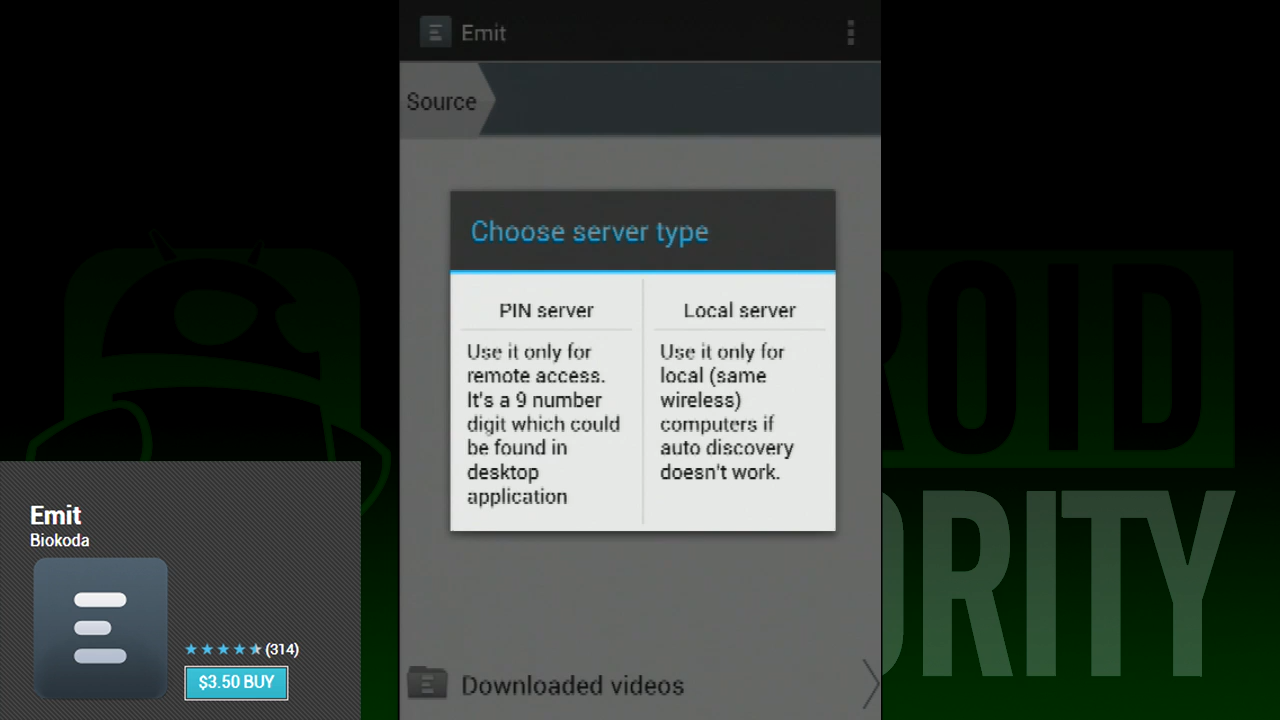 Emit
Source
Choose server type
PIN server
Use it only for
remote access.
It's a 9 number
digit which could
be found in
desktop
application
Local server
Use it only for
local (same
wireless)
computers if
auto discovery
doesn't work.
Downloaded videos
Emit
Biokoda
(314)
$3.50 BUY
ROID
ORITY